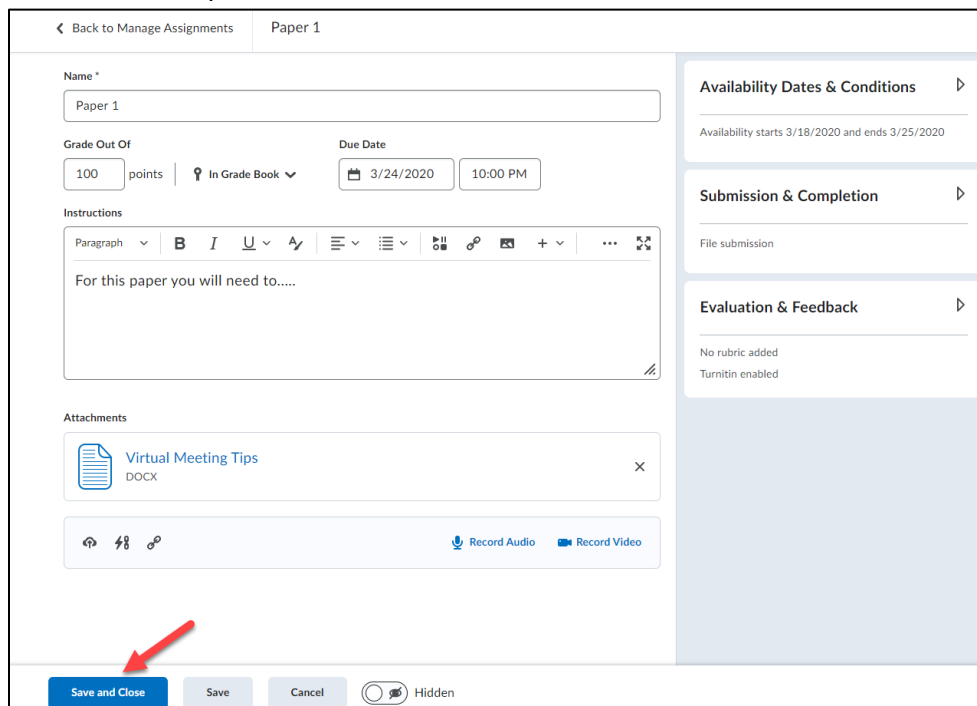 Back to Manage Assignments
Paper 1
Name *
Paper 1
Grade Out Of
Due Date
100 points
In Grade Book
3/24/2020
10:00 PM
Instructions
Paragraph
B I U A
For this paper you will need to.....
Attachments
Virtual Meeting Tips
DOCX
Record Audio
Record Video
Save and Close
Save
Cancel
Hidden
Availability Dates & Conditions
Availability starts 3/18/2020 and ends 3/25/2020
Submission & Completion
File submission
Evaluation & Feedback
No rubric added
Turnitin enabled